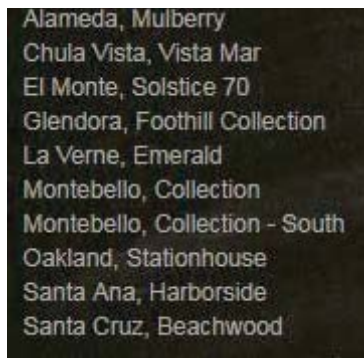 Alameda, Mulberry
Chula Vista, Vista Mar
El Monte, Solstice 70
Glendora, Foothill Collection
La Verne, Emerald
Montebello, Collection
Montebello, Collection - South
Oakland, Stationhouse
Santa Ana, Harborside
Santa Cruz, Beachwood